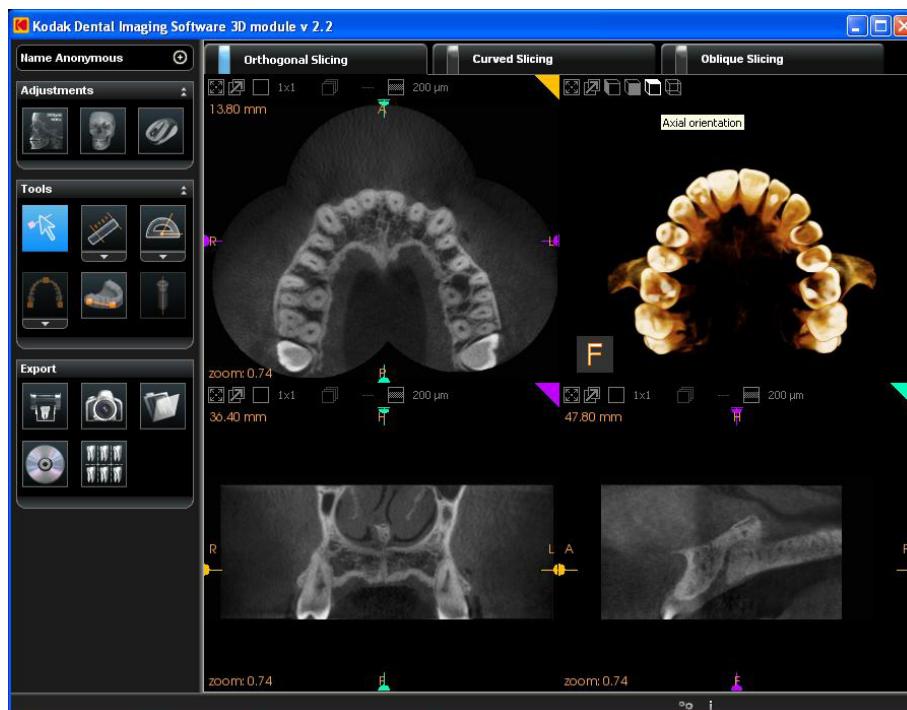 Kodak Dental Imaging Software 3D module v 2.2
Name Anonymous
Orthogonal Slicing
Curved Slicing
Oblique Slicing
Adjustments
Tools
Export
1x1
200 µm
13.80 mm
A
R
L
zoom: 0.74
Axial orientation
F
1x1
200 µm
36.40 mm
H
R
L
zoom: 0.74
F
1x1
200 µm
47.80 mm
H
A
zoom: 0.74
F